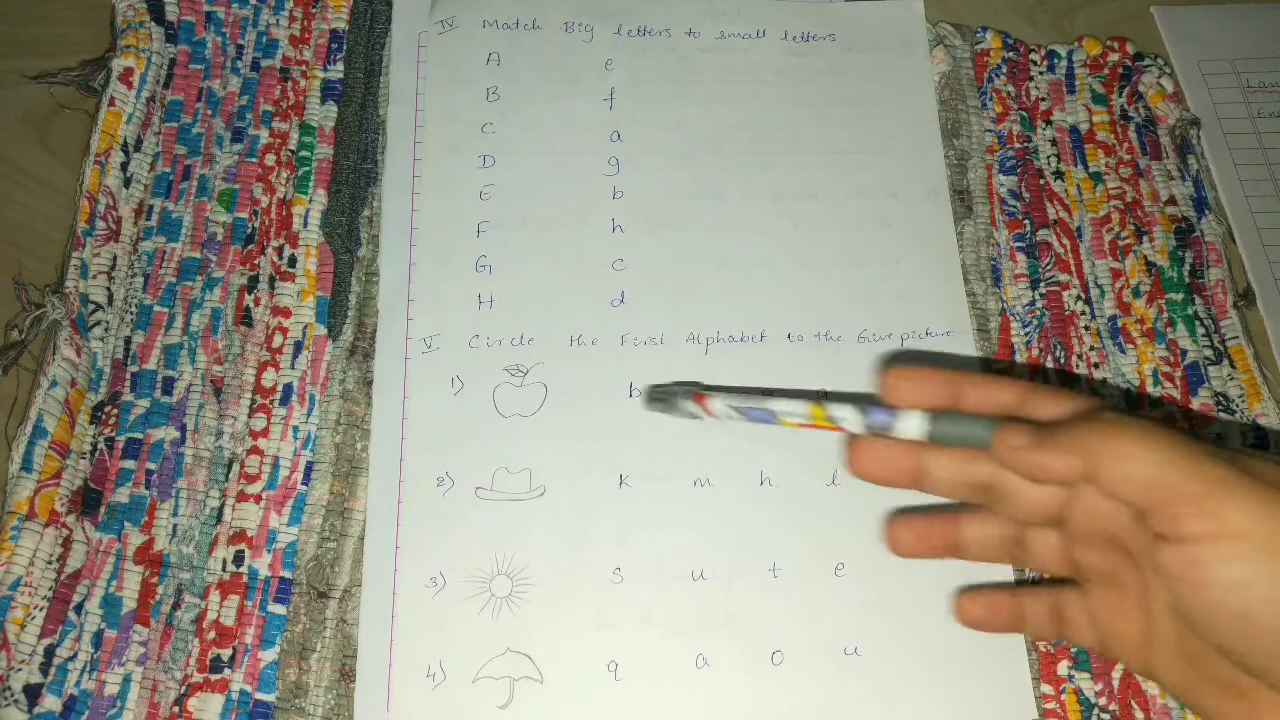 IV Match Big letters to small letters
A e
B f
C a
D g
E b
F h
G c
H d
V Circle the First Alphabet to the Give picture
1) b
2) k m h l
3) s u t e
4) q a o u